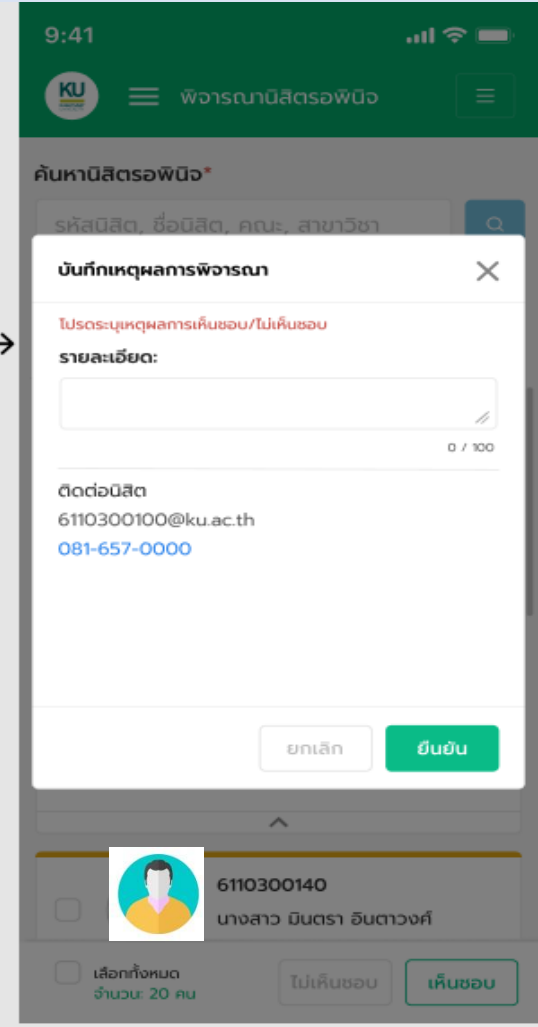 9:41
KU
พิจารณานิสิตรอพินิจ
ค้นหานิสิตรอพินิจ*
รหัสนิสิต, ชื่อนิสิต, คณะ, สาขาวิชา
บันทึกเหตุผลการพิจารณา
โปรดระบุเหตุผลการเห็นชอบ/ไม่เห็นชอบ
รายละเอียด:
0 / 100
ติดต่อนิสิต
6110300100@ku.ac.th
081-657-0000
ยกเลิก
ยืนยัน
6110300140
นางสาว มินตรา อินตาวงศ์
เลือกทั้งหมด
จำนวน: 20 คน
ไม่เห็นชอบ
เห็นชอบ